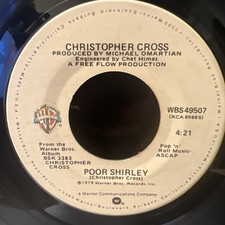 CHRISTOPHER CROSS
PRODUCED BY MICHAEL OMARTIAN
Engineered by Chet Himes
A FREE FLOW PRODUCTION
WBS49507
(XCA 8988S)
4:21
From the
Warner Bros.
Album
BSK 3383
CHRISTOPHER
CROSS
Pop 'n'
Roll Music-
ASCAP
POOR SHIRLEY
(Christopher Cross)
℗ 1979 Warner Bros. Records Inc.
a Warner Communications Company